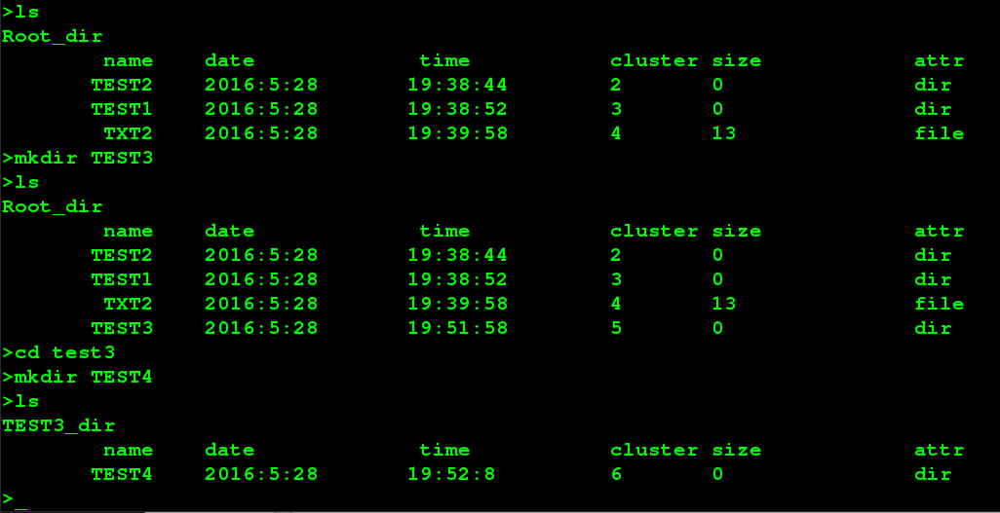 >ls
Root_dir
name date time cluster size attr
TEST2 2016:5:28 19:38:44 2 0 dir
TEST1 2016:5:28 19:38:52 3 0 dir
TXT2 2016:5:28 19:39:58 4 13 file
>mkdir TEST3
>ls
Root_dir
name date time cluster size attr
TEST2 2016:5:28 19:38:44 2 0 dir
TEST1 2016:5:28 19:38:52 3 0 dir
TXT2 2016:5:28 19:39:58 4 13 file
TEST3 2016:5:28 19:51:58 5 0 dir
>cd test3
>mkdir TEST4
>ls
TEST3_dir
name date time cluster size attr
TEST4 2016:5:28 19:52:8 6 0 dir
>_